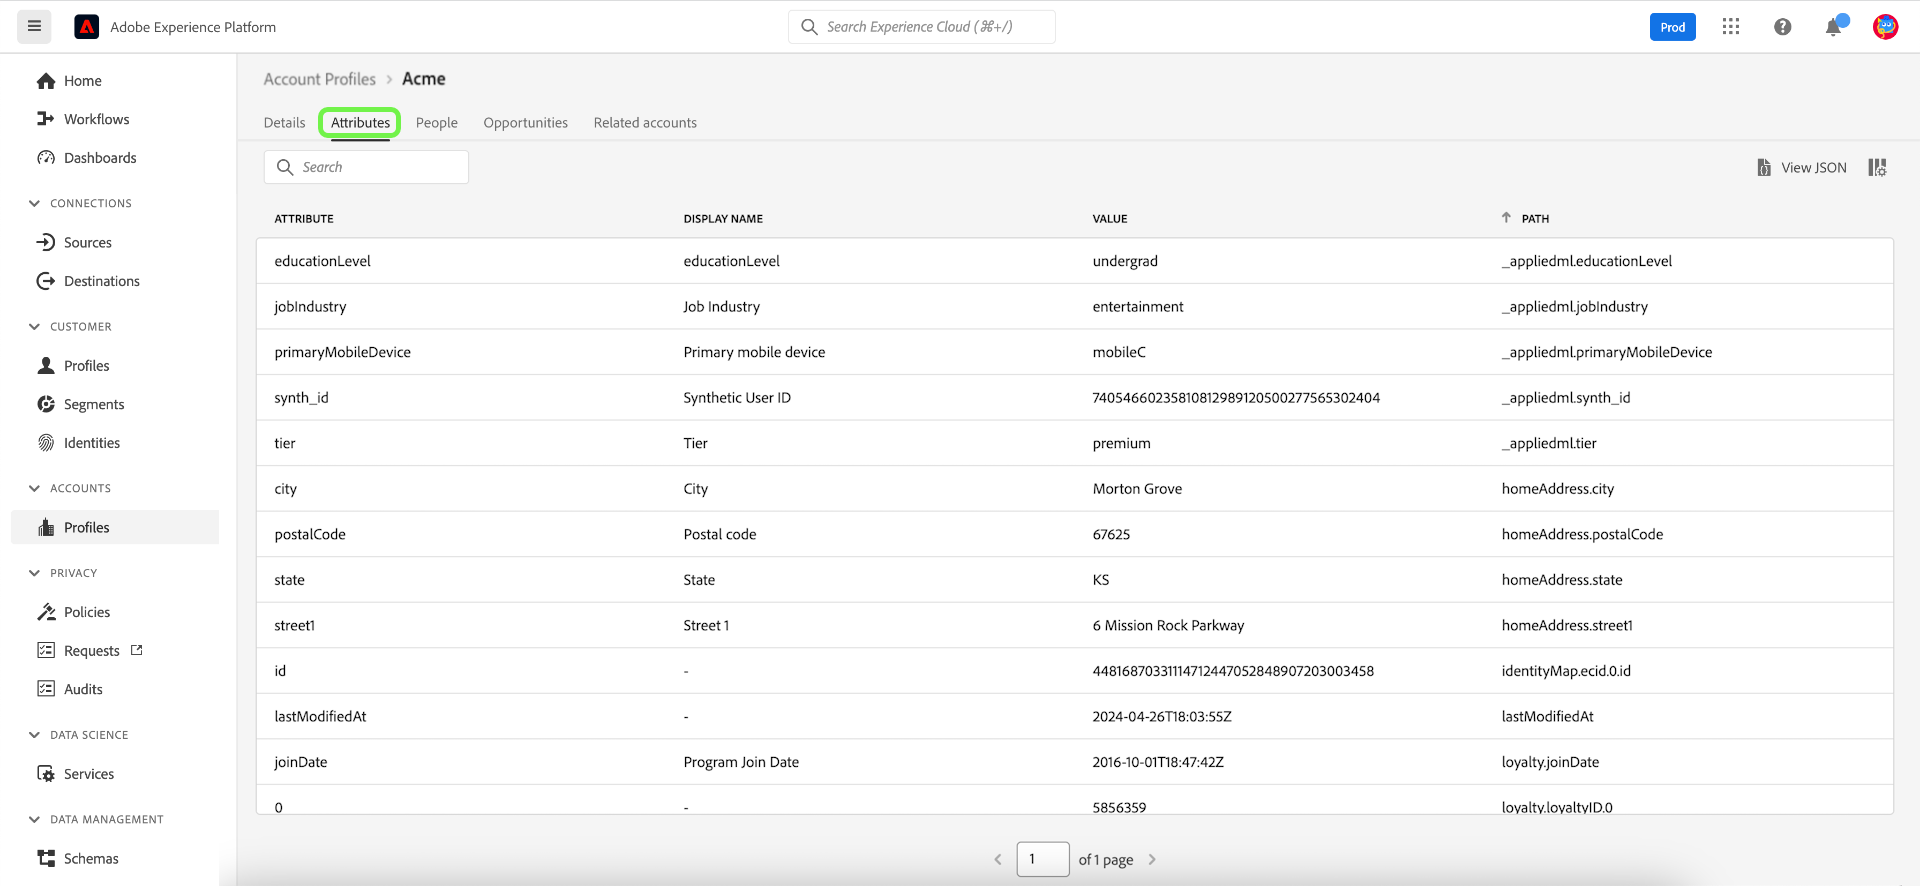 Adobe Experience Platform
Search Experience Cloud (⌘+/)
Prod
Home
Workflows
Dashboards
CONNECTIONS
Sources
Destinations
CUSTOMER
Profiles
Segments
Identities
ACCOUNTS
Profiles
PRIVACY
Policies
Requests
Audits
DATA SCIENCE
Services
DATA MANAGEMENT
Schemas
Account Profiles > Acme
Details Attributes People Opportunities Related accounts
Search
View JSON
ATTRIBUTE DISPLAY NAME VALUE ↑ PATH
educationLevel educationLevel undergrad _appliedml.educationLevel
jobIndustry Job Industry entertainment _appliedml.jobIndustry
primaryMobileDevice Primary mobile device mobileC _appliedml.primaryMobileDevice
synth_id Synthetic User ID 74054660235810812989120500277565302404 _appliedml.synth_id
tier Tier premium _appliedml.tier
city City Morton Grove homeAddress.city
postalCode Postal code 67625 homeAddress.postalCode
state State KS homeAddress.state
street1 Street 1 6 Mission Rock Parkway homeAddress.street1
id - 44816870331114712447052848907203003458 identityMap.ecid.0.id
lastModifiedAt - 2024-04-26T18:03:55Z lastModifiedAt
joinDate Program Join Date 2016-10-01T18:47:42Z loyalty.joinDate
0 - 5856359 loyalty.loyaltyID.0
< 1 of 1 page >